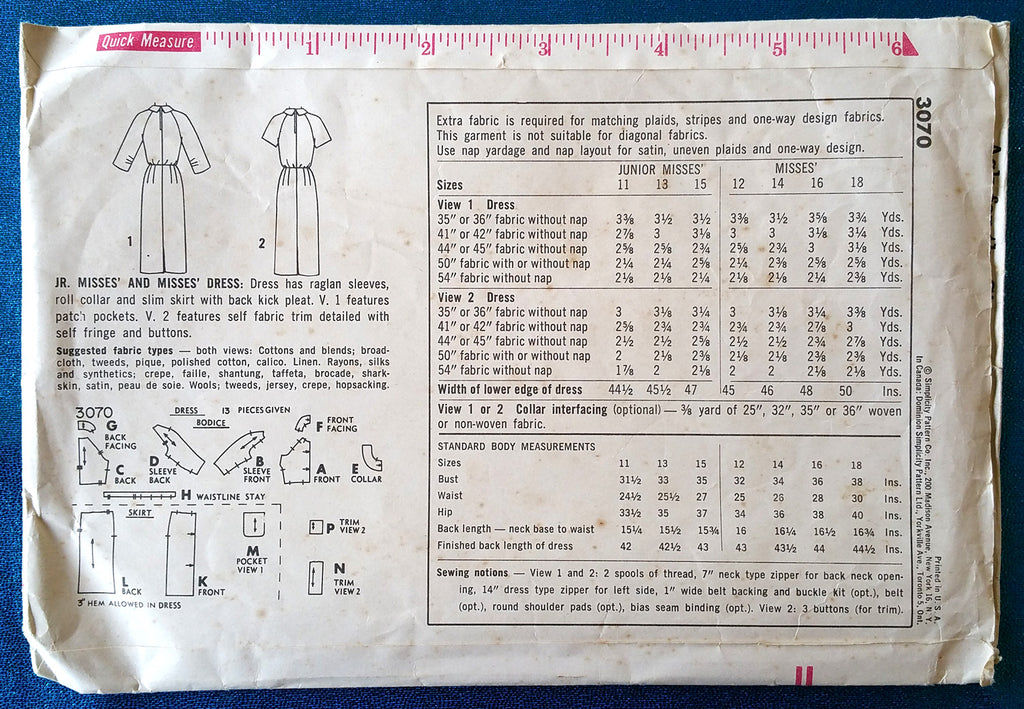 Quick Measure 1 2 3 4 5 6
1 2
JR. MISSES' AND MISSES' DRESS: Dress has raglan sleeves,
roll collar and slim skirt with back kick pleat. V. 1 features
patch pockets. V. 2 features self fabric trim detailed with
self fringe and buttons.
Suggested fabric types — both views: Cottons and blends; broad-
cloth, tweeds, pique, polished cotton, calico. Linen. Rayons, silks
and synthetics; crepe, faille, shantung, taffeta, brocade, shark-
skin, satin, peau de soie. Wools; tweeds, jersey, crepe, hopsacking.
3070 DRESS 13 PIECES GIVEN
BODICE
G BACK FACING
F FRONT FACING
C BACK
D SLEEVE BACK
B SLEEVE FRONT
A FRONT
E COLLAR
H WAISTLINE STAY
SKIRT
L BACK
K FRONT
M POCKET VIEW 1
P TRIM VIEW 2
N TRIM VIEW 2
3" HEM ALLOWED IN DRESS
Extra fabric is required for matching plaids, stripes and one-way design fabrics.
This garment is not suitable for diagonal fabrics.
Use nap yardage and nap layout for satin, uneven plaids and one-way design.
JUNIOR MISSES' MISSES'
Sizes 11 13 15 12 14 16 18
View 1 Dress
35" or 36" fabric without nap 3⅜ 3½ 3½ 3⅜ 3½ 3⅝ 3¾ Yds.
41" or 42" fabric without nap 2⅞ 3 3⅛ 3 3 3⅛ 3¼ Yds.
44" or 45" fabric without nap 2⅝ 2⅝ 2¾ 2⅝ 2¾ 3 3⅛ Yds.
50" fabric with or without nap 2¼ 2¼ 2⅝ 2¼ 2⅜ 2⅝ 2⅝ Yds.
54" fabric without nap 2⅛ 2⅛ 2¼ 2⅛ 2⅛ 2¼ 2⅜ Yds.
View 2 Dress
35" or 36" fabric without nap 3 3⅛ 3¼ 3 3⅛ 3¼ 3⅜ Yds.
41" or 42" fabric without nap 2⅝ 2¾ 2¾ 2¾ 2¾ 2⅞ 3 Yds.
44" or 45" fabric without nap 2½ 2½ 2⅝ 2½ 2½ 2¾ 2⅞ Yds.
50" fabric with or without nap 2 2⅛ 2⅜ 2⅛ 2⅛ 2⅜ 2⅜ Yds.
54" fabric without nap 1⅞ 2 2⅛ 2 2 2⅛ 2⅛ Yds.
Width of lower edge of dress 44½ 45½ 47 45 46 48 50 Ins.
View 1 or 2 Collar interfacing (optional) — ⅜ yard of 25", 32", 35" or 36" woven
or non-woven fabric.
STANDARD BODY MEASUREMENTS
Sizes 11 13 15 12 14 16 18
Bust 31½ 33 35 32 34 36 38 Ins.
Waist 24½ 25½ 27 25 26 28 30 Ins.
Hip 33½ 35 37 34 36 38 40 Ins.
Back length — neck base to waist 15¼ 15½ 15¾ 16 16¼ 16½ 16¾ Ins.
Finished back length of dress 42 42½ 43 43 43½ 44 44½ Ins.
Sewing notions — View 1 and 2: 2 spools of thread, 7" neck type zipper for back neck open-
ing, 14" dress type zipper for left side, 1" wide belt backing and buckle kit (opt.), belt
(opt.), round shoulder pads (opt.), bias seam binding (opt.). View 2: 3 buttons (for trim).
3070
Printed in U. S. A.
© Simplicity Pattern Co. Inc., 200 Madison Avenue, New York 16, N. Y.
In Canada: Dominion Simplicity Pattern Ltd., Yorkville Ave., Toronto 5, Ont.